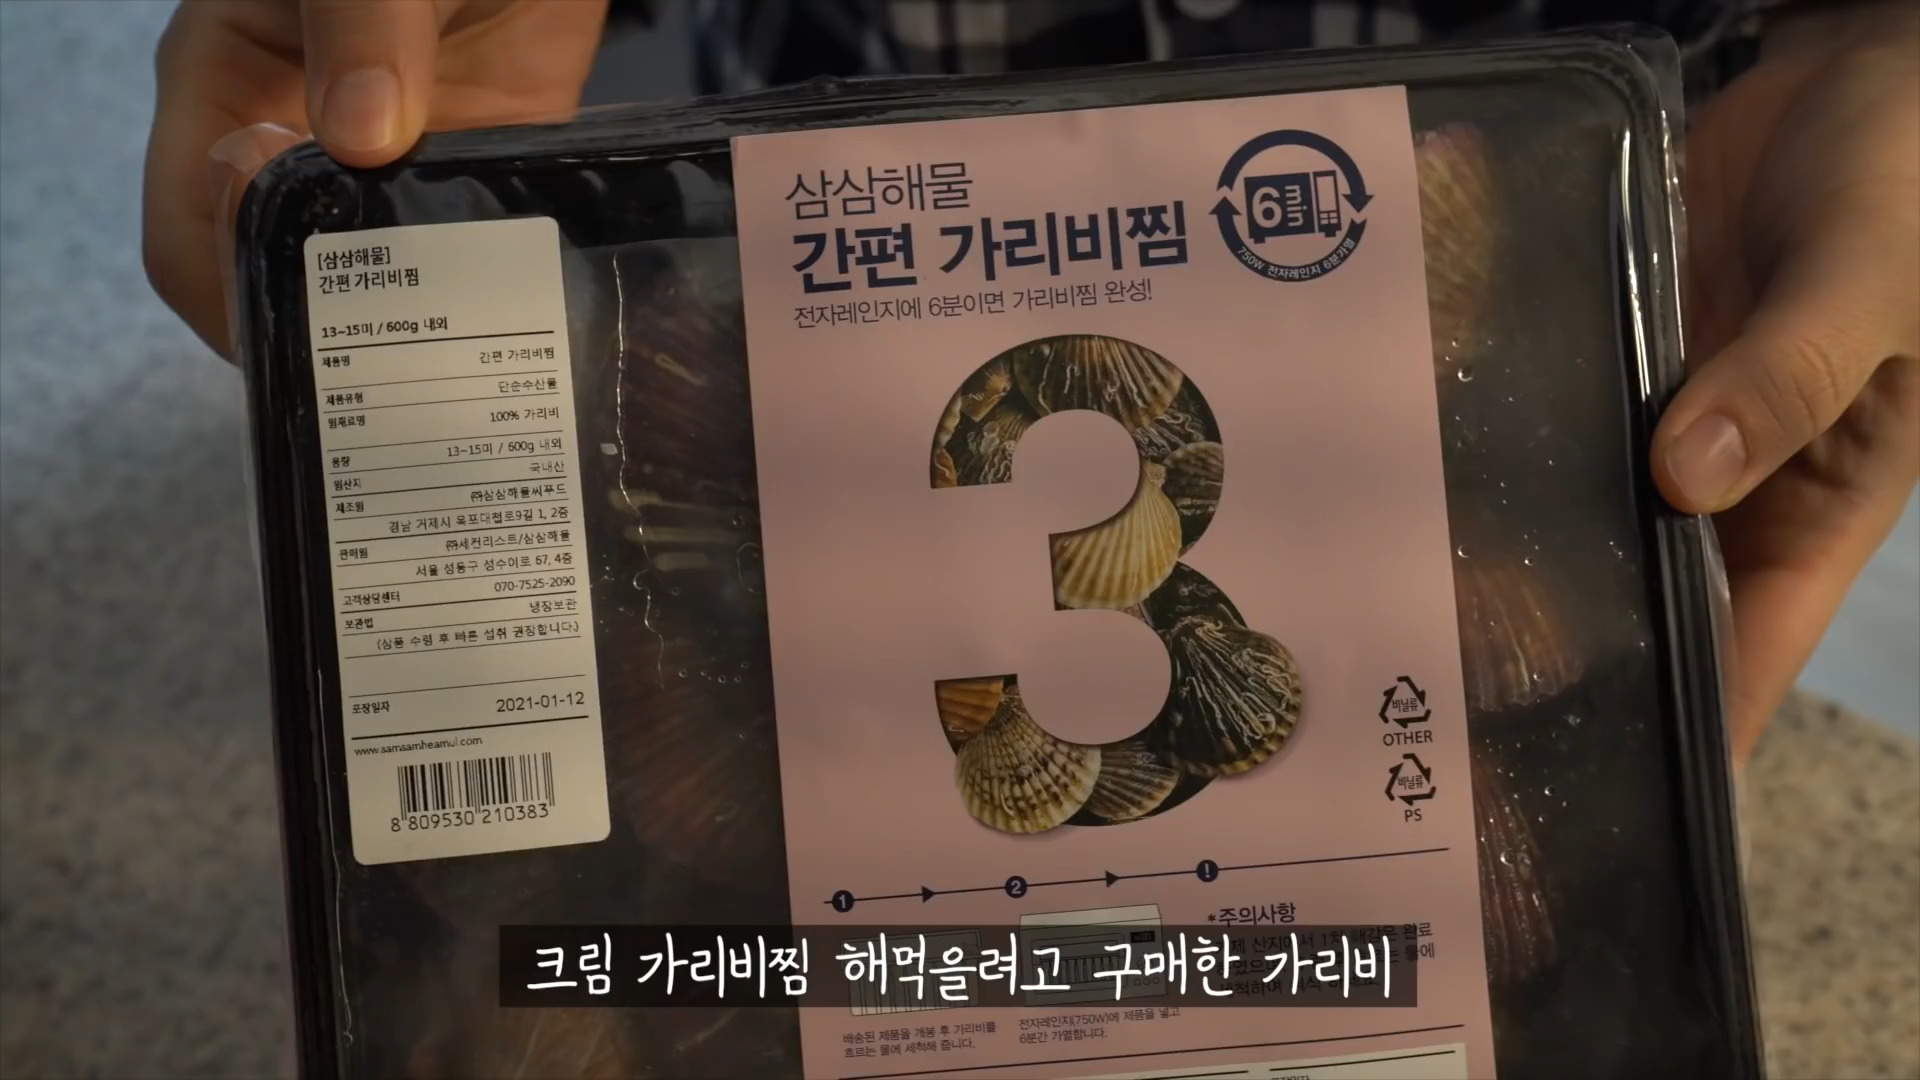 [삼삼해물]
간편 가리비찜
13~15미 / 600g 내외
제품명 간편 가리비찜
제품유형 단순수산물
원재료명 100% 가리비
용량 13~15미 / 600g 내외
원산지 국내산
제조원 ㈜삼삼해물씨푸드
경남 거제시 옥포대첩로9길 1, 2층
판매원 ㈜세컨리스트/삼삼해물
서울 성동구 성수이로 67, 4층
고객상담센터 070-7525-2090
보관법 냉장보관
(상품 수령 후 빠른 섭취 권장합니다.)
포장일자 2021-01-12
www.samsamheamul.com
8 809530 210383
삼삼해물
간편 가리비찜
전자레인지에 6분이면 가리비찜 완성!
6 min
750W 전자레인지 6분가열
3
비닐류
OTHER
비닐류
PS
1 2 !
*주의사항
크림 가리비찜 해먹을려고 구매한 가리비
배송된 제품을 개봉 후 가리비를
흐르는 물에 세척해 줍니다.
전자레인지(750W)에 제품을 넣고
6분간 가열합니다.